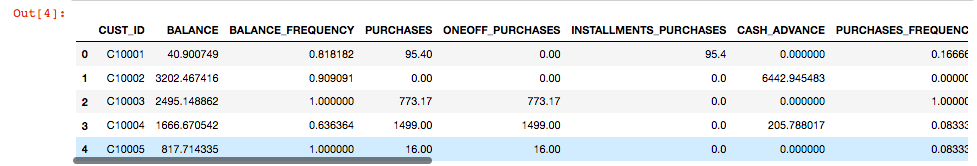 Out[4]:
CUST_ID BALANCE BALANCE_FREQUENCY PURCHASES ONEOFF_PURCHASES INSTALLMENTS_PURCHASES CASH_ADVANCE PURCHASES_FREQUENC
0 C10001 40.900749 0.818182 95.40 0.00 95.4 0.000000 0.16666
1 C10002 3202.467416 0.909091 0.00 0.00 0.0 6442.945483 0.00000
2 C10003 2495.148862 1.000000 773.17 773.17 0.0 0.000000 1.00000
3 C10004 1666.670542 0.636364 1499.00 1499.00 0.0 205.788017 0.08333
4 C10005 817.714335 1.000000 16.00 16.00 0.0 0.000000 0.08333